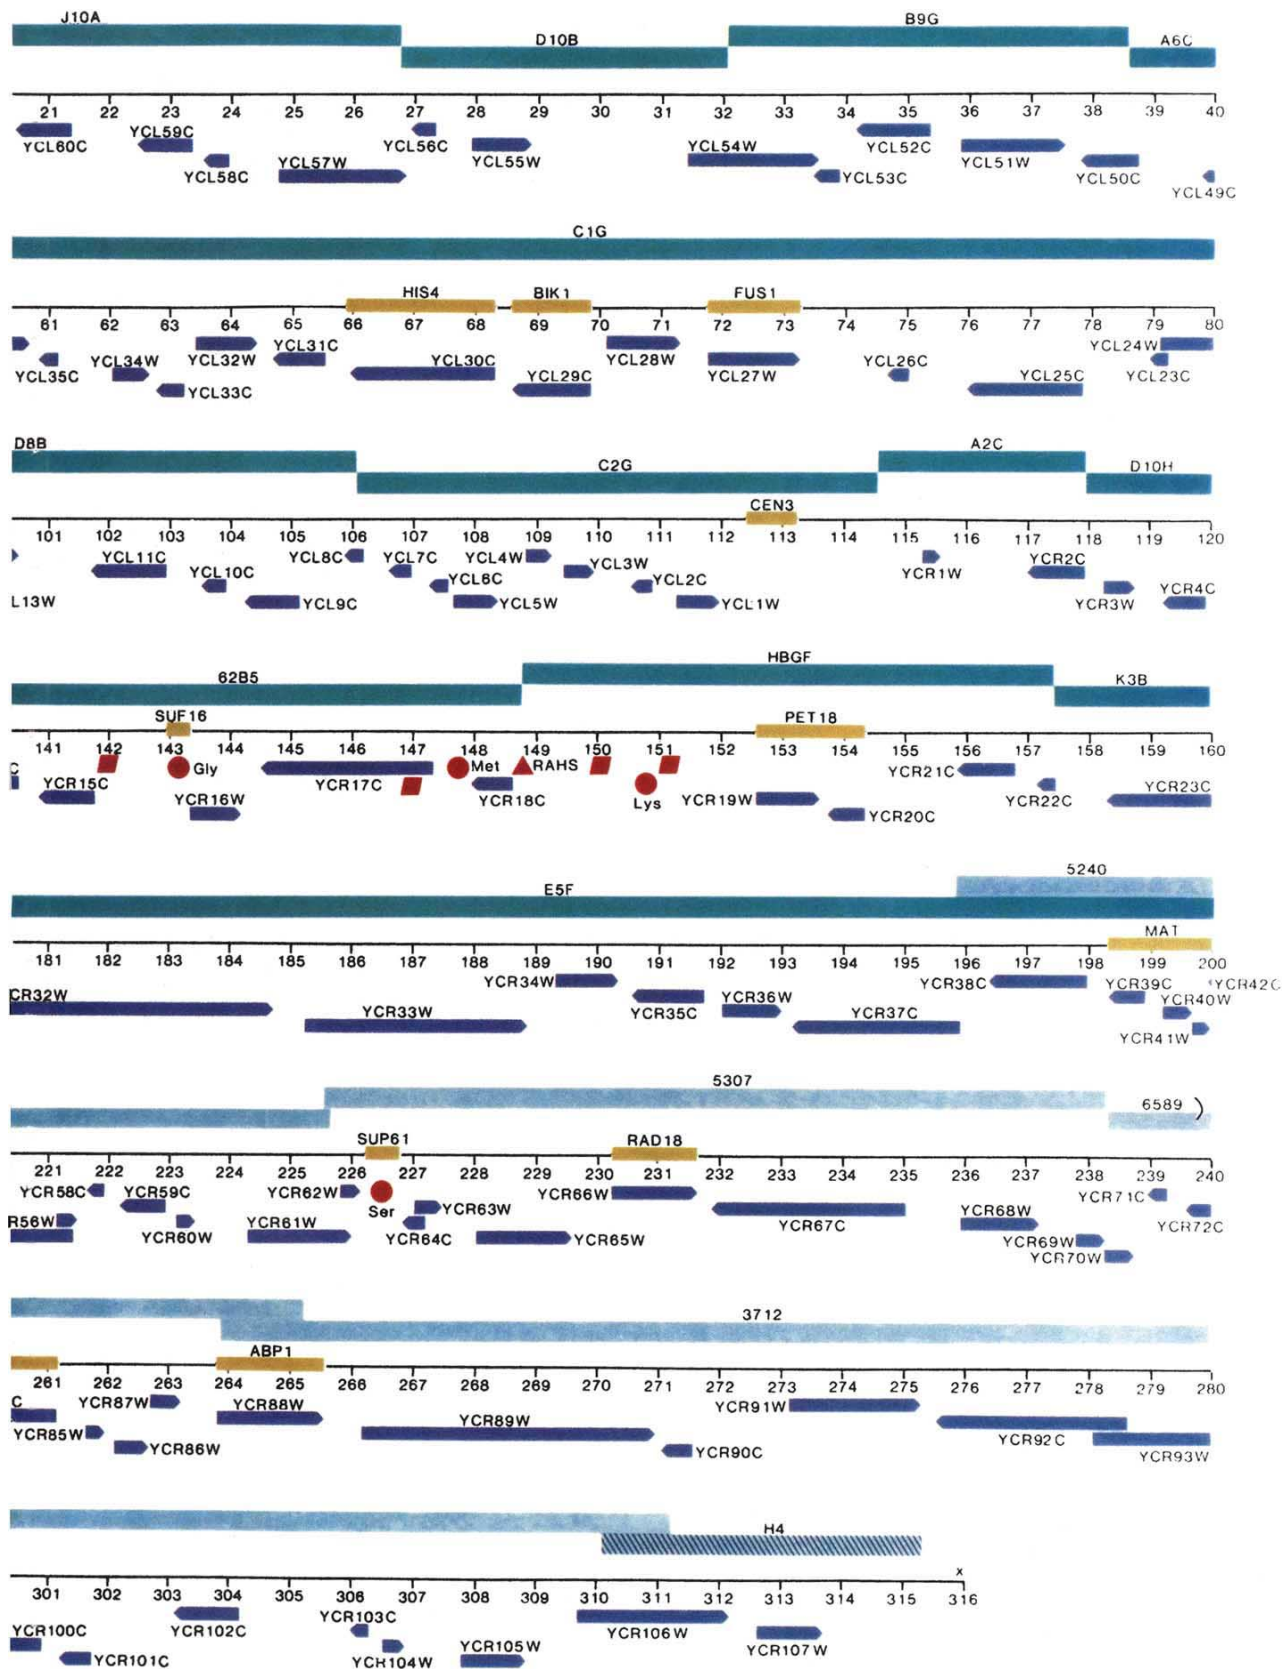 J10A
D10B
B9G
A6C
21 22 23 24 25 26 27 28 29 30 31 32 33 34 35 36 37 38 39 40
YCL60C
YCL59C
YCL58C
YCL57W
YCL56C
YCL55W
YCL54W
YCL53C
YCL52C
YCL51W
YCL50C
YCL49C
C1G
HIS4
BIK1
FUS1
61 62 63 64 65 66 67 68 69 70 71 72 73 74 75 76 77 78 79 80
YCL35C
YCL34W
YCL33C
YCL32W
YCL31C
YCL30C
YCL29C
YCL28W
YCL27W
YCL26C
YCL25C
YCL24W
YCL23C
D8B
C2G
A2C
D10H
CEN3
101 102 103 104 105 106 107 108 109 110 111 112 113 114 115 116 117 118 119 120
L13W
YCL11C
YCL10C
YCL9C
YCL8C
YCL7C
YCL6C
YCL5W
YCL4W
YCL3W
YCL2C
YCL1W
YCR1W
YCR2C
YCR3W
YCR4C
62B5
HBGF
K3B
SUF16
PET18
141 142 143 144 145 146 147 148 149 150 151 152 153 154 155 156 157 158 159 160
C
YCR15C
Gly
YCR16W
YCR17C
Met
YCR18C
RAHS
Lys
YCR19W
YCR20C
YCR21C
YCR22C
YCR23C
E5F
5240
MAT
181 182 183 184 185 186 187 188 189 190 191 192 193 194 195 196 197 198 199 200
CR32W
YCR33W
YCR34W
YCR35C
YCR36W
YCR37C
YCR38C
YCR39C
YCR40W
YCR41W
YCR42C
5307
6589
SUP61
RAD18
221 222 223 224 225 226 227 228 229 230 231 232 233 234 235 236 237 238 239 240
R56W
YCR58C
YCR59C
YCR60W
YCR61W
YCR62W
Ser
YCR63W
YCR64C
YCR65W
YCR66W
YCR67C
YCR68W
YCR69W
YCR70W
YCR71C
YCR72C
3712
ABP1
261 262 263 264 265 266 267 268 269 270 271 272 273 274 275 276 277 278 279 280
C
YCR85W
YCR87W
YCR86W
YCR88W
YCR89W
YCR90C
YCR91W
YCR92C
YCR93W
H4
x
301 302 303 304 305 306 307 308 309 310 311 312 313 314 315 316
YCR100C
YCR101C
YCR102C
YCR103C
YCR104W
YCR105W
YCR106W
YCR107W